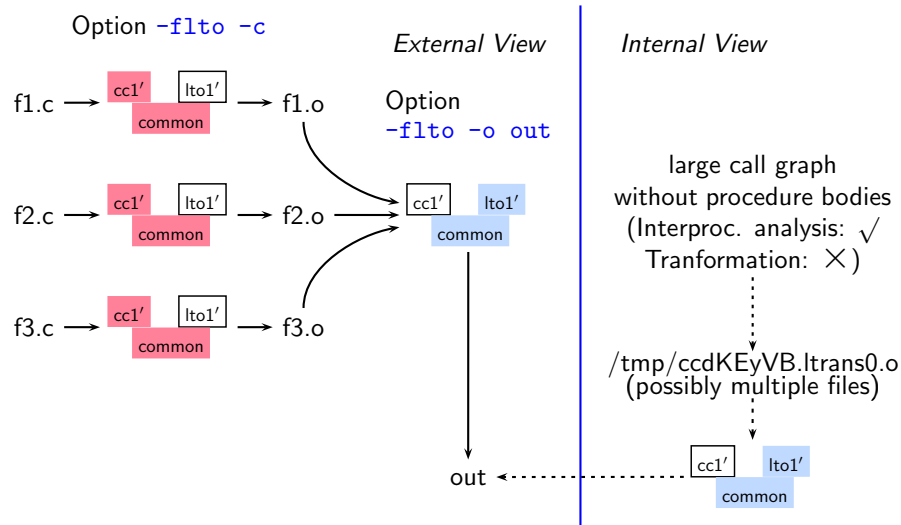 Option -flto -c
External View
Internal View
f1.c
cc1′
lto1′
common
f1.o
Option
-flto -o out
f2.c
cc1′
lto1′
common
f2.o
cc1′
lto1′
common
large call graph
without procedure bodies
(Interproc. analysis: √
Tranformation: ×)
f3.c
cc1′
lto1′
common
f3.o
/tmp/ccdKEyVB.ltrans0.o
(possibly multiple files)
out
cc1′
lto1′
common